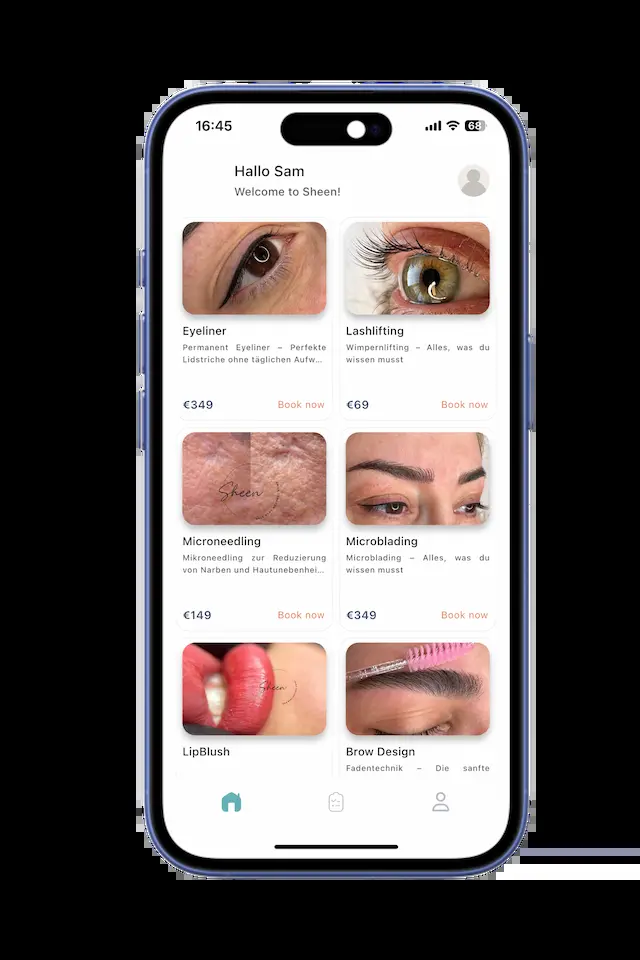 16:45
68
Hallo Sam
Welcome to Sheen!
Eyeliner
Permanent Eyeliner – Perfekte
Lidstriche ohne täglichen Aufw...
€349 Book now
Lashlifting
Wimpernlifting – Alles, was du
wissen musst
€69 Book now
Sheen
Microneedling
Mikroneedling zur Reduzierung
von Narben und Hautunebenhei...
€149 Book now
Microblading
Microblading – Alles, was du
wissen musst
€349 Book now
Sheen
LipBlush
Brow Design
Fadentechnik – Die sanfte